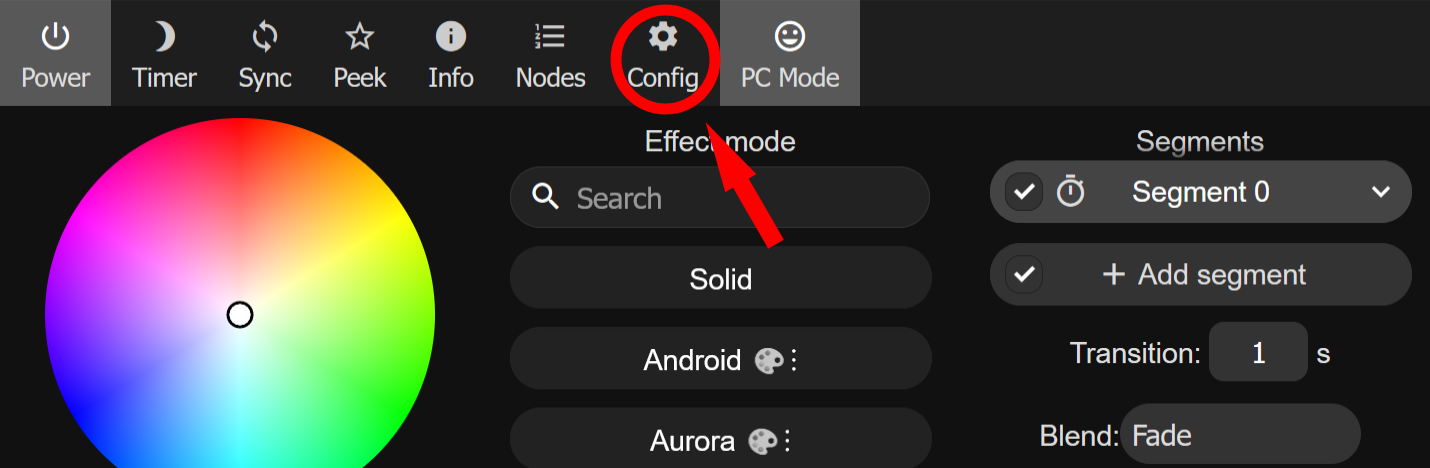 Power Timer Sync Peek Info Nodes Config PC Mode
Effect mode
Search
Solid
Android
Aurora
Segments
Segment 0
+ Add segment
Transition: 1 s
Blend: Fade